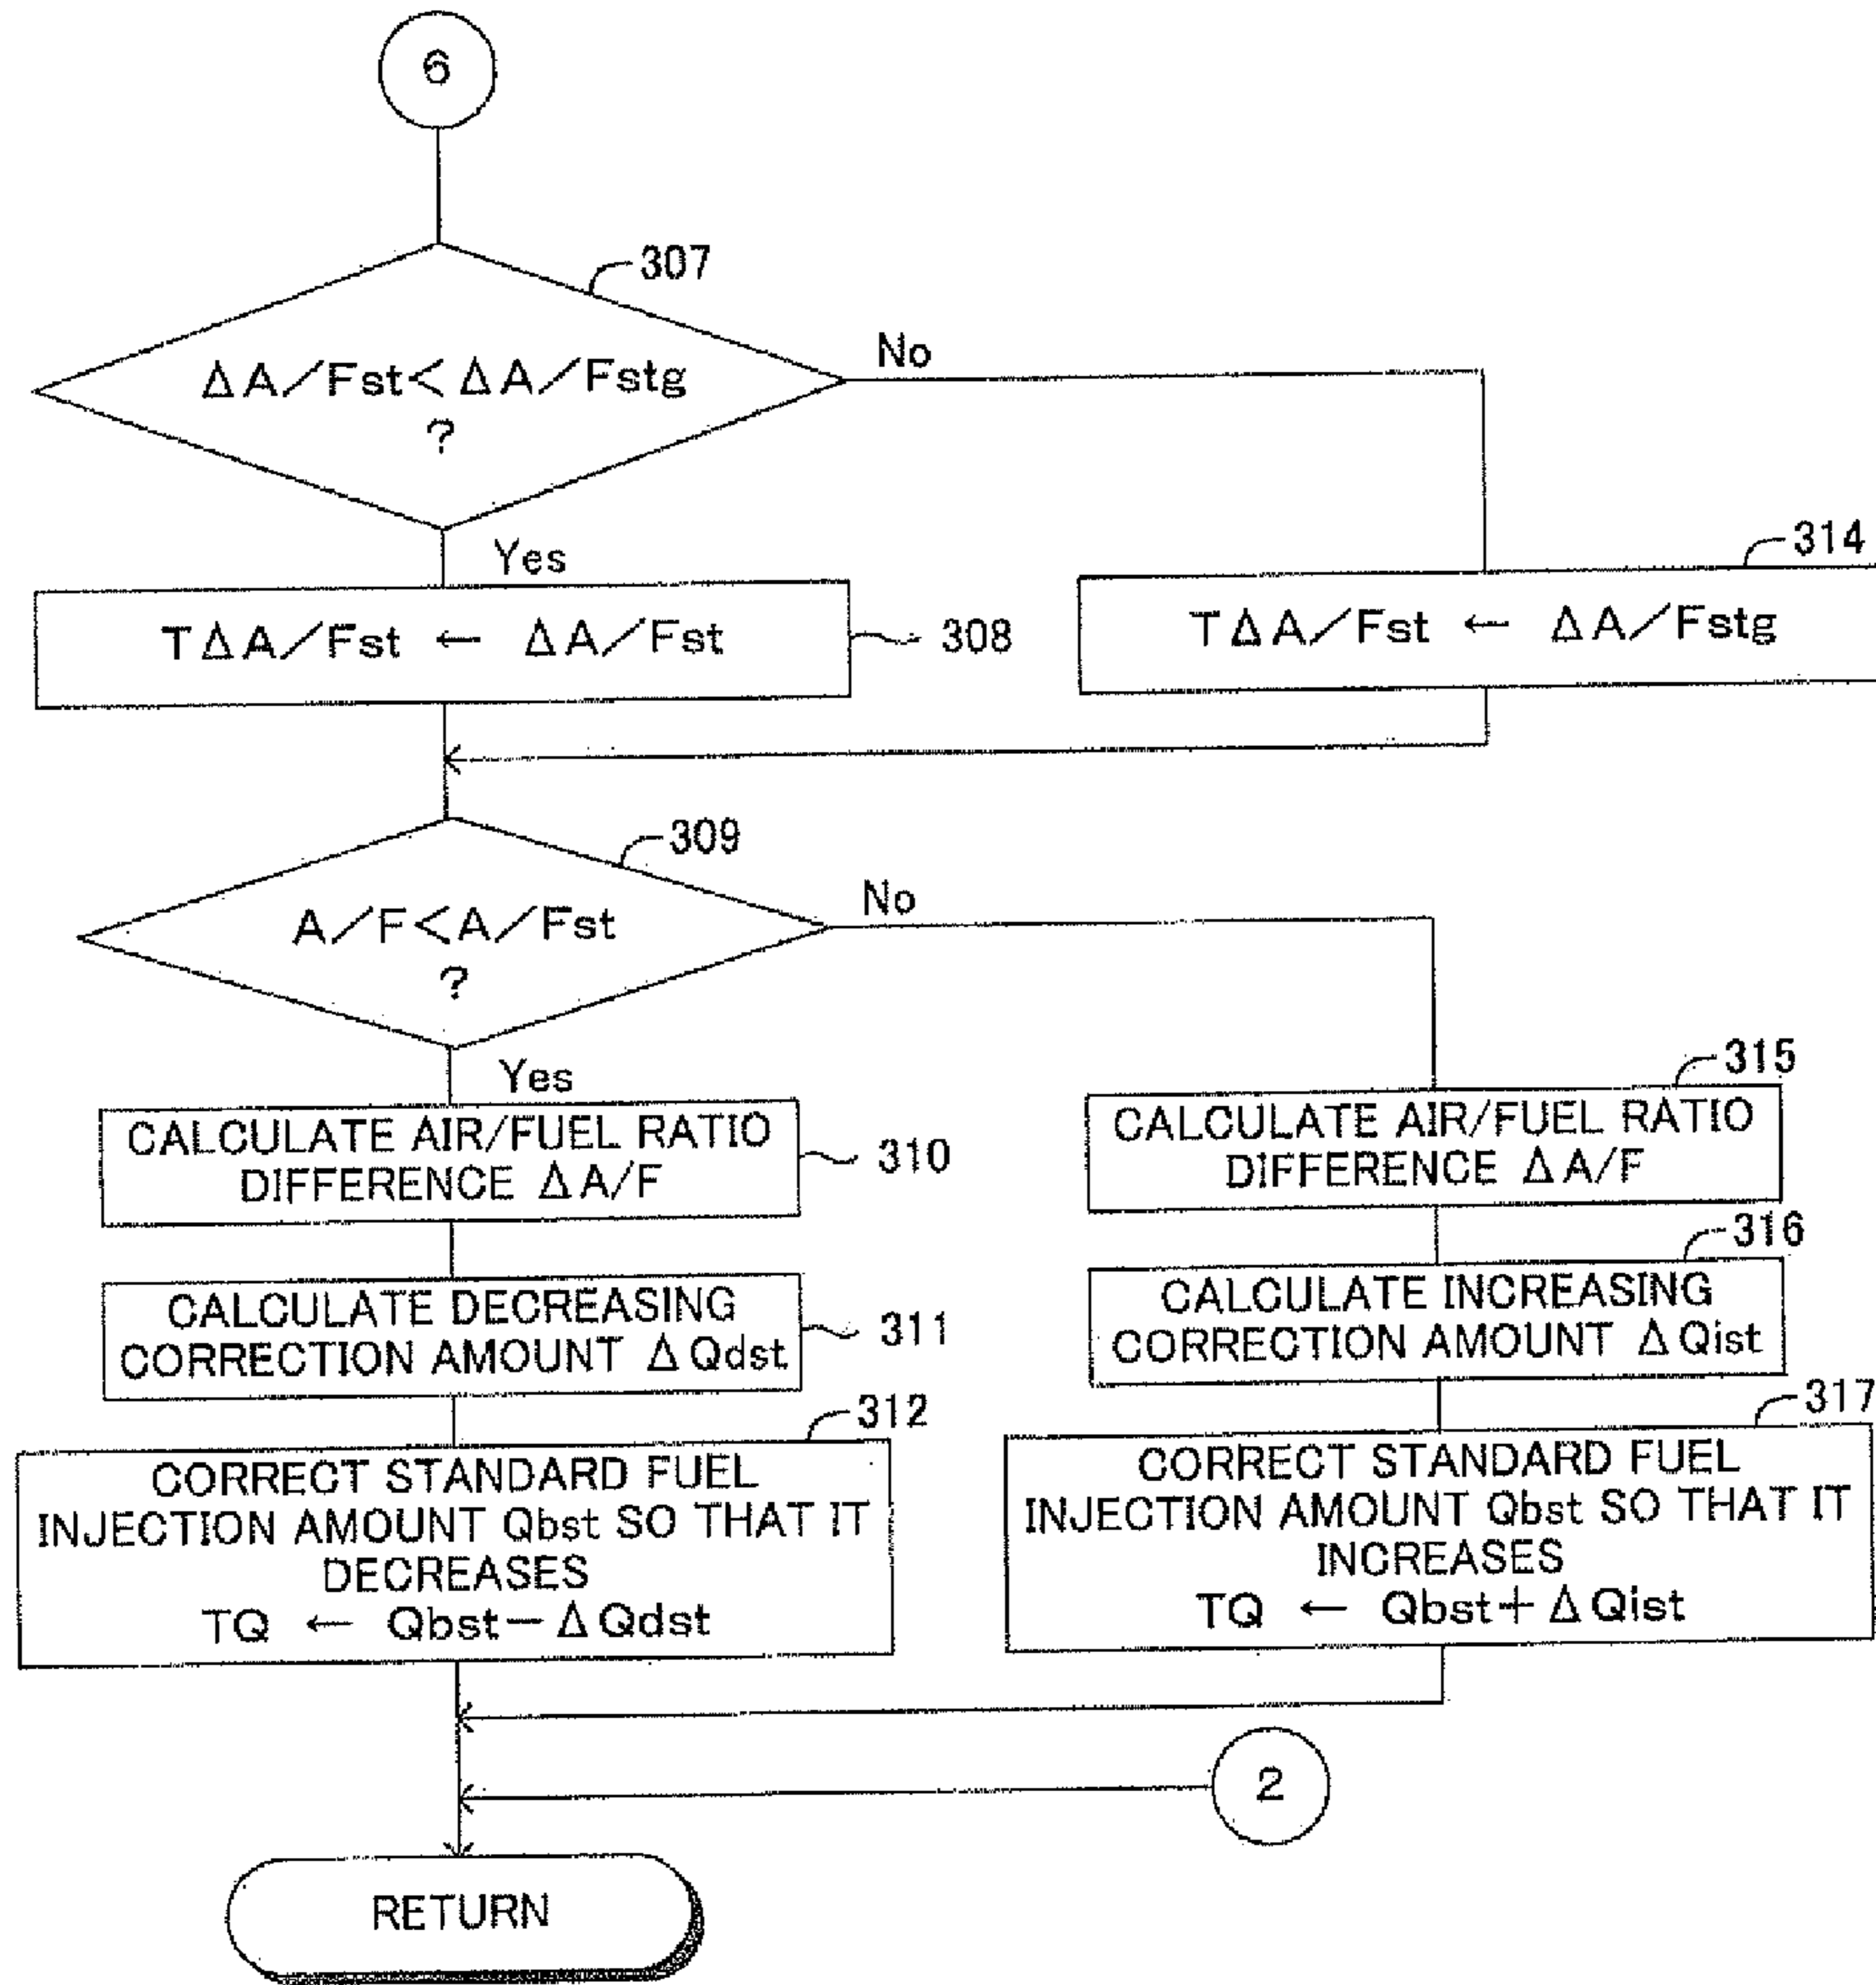 6
307
ΔA/Fst<ΔA/Fstg
?
No
Yes
314
TΔA/Fst ← ΔA/Fst
308
TΔA/Fst ← ΔA/Fstg
309
A/F<A/Fst
?
No
Yes
315
CALCULATE AIR/FUEL RATIO
DIFFERENCE ΔA/F
310
CALCULATE AIR/FUEL RATIO
DIFFERENCE ΔA/F
316
CALCULATE DECREASING
CORRECTION AMOUNT ΔQdst
311
CALCULATE INCREASING
CORRECTION AMOUNT ΔQist
312
317
CORRECT STANDARD FUEL
INJECTION AMOUNT Qbst SO THAT IT
DECREASES
TQ ← Qbst-ΔQdst
CORRECT STANDARD FUEL
INJECTION AMOUNT Qbst SO THAT IT
INCREASES
TQ ← Qbst+ΔQist
2
RETURN